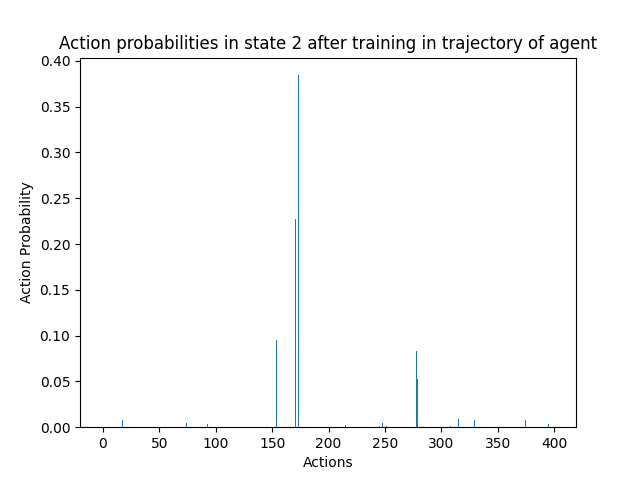 Action probabilities in state 2 after training in trajectory of agent
0.40
0.35
0.30
0.25
0.20
0.15
0.10
0.05
0.00
Action Probability
0 50 100 150 200 250 300 350 400
Actions